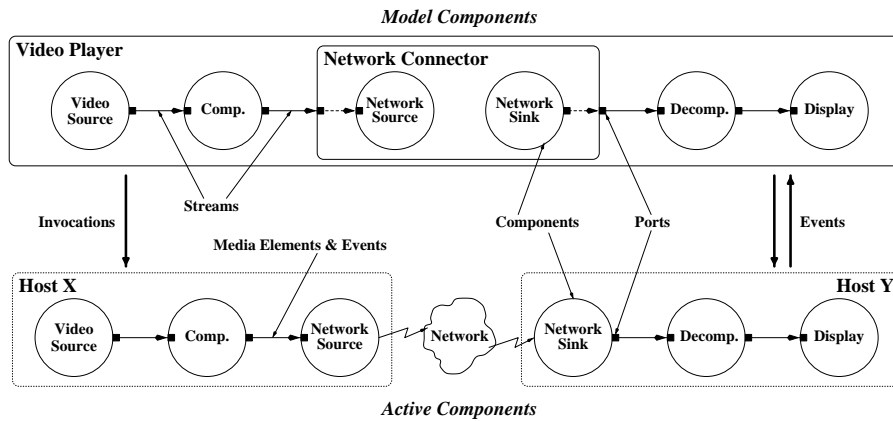 Model Components
Video Player
Network Connector
Video
Source
Comp.
Network
Source
Network
Sink
Decomp.
Display
Invocations
Streams
Components
Ports
Events
Media Elements & Events
Host X
Host Y
Video
Source
Comp.
Network
Source
Network
Network
Sink
Decomp.
Display
Active Components